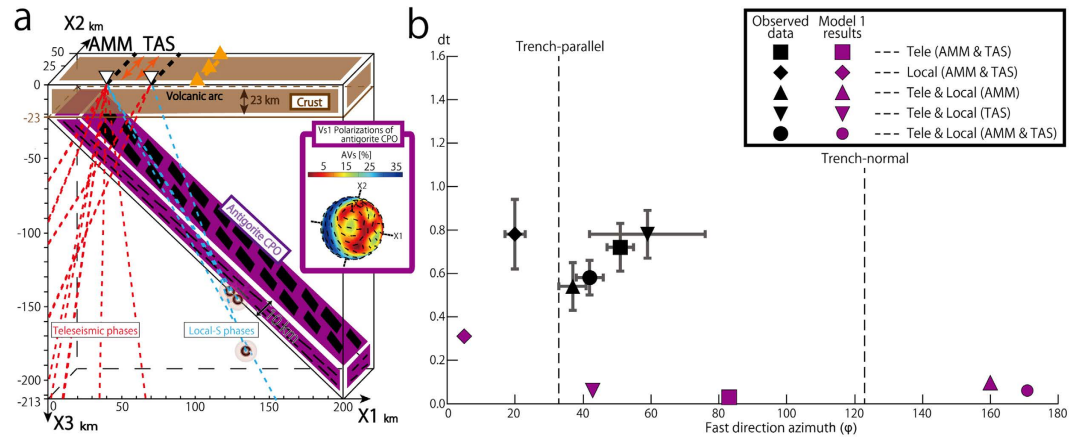 a
X2 km
50
25
0
AMM TAS
Volcanic arc
23 km
Crust
-23
-50
-100
-150
-200
-213
Vs1 Polarizations of
antigorite CPO
AVs [%]
5 15 25 35
X2
X1
Antigorite CPO
Teleseismic phases
Local-S phases
0 50 100 150 200
X1 km
X3 km
b
dt
1.6
1.4
1.2
1.0
0.8
0.6
0.4
0.2
0.0
Trench-parallel
Trench-normal
Observed
data
Model 1
results
Tele (AMM & TAS)
Local (AMM & TAS)
Tele & Local (AMM)
Tele & Local (TAS)
Tele & Local (AMM & TAS)
0 20 40 60 80 100 120 140 160 180
Fast direction azimuth (φ)